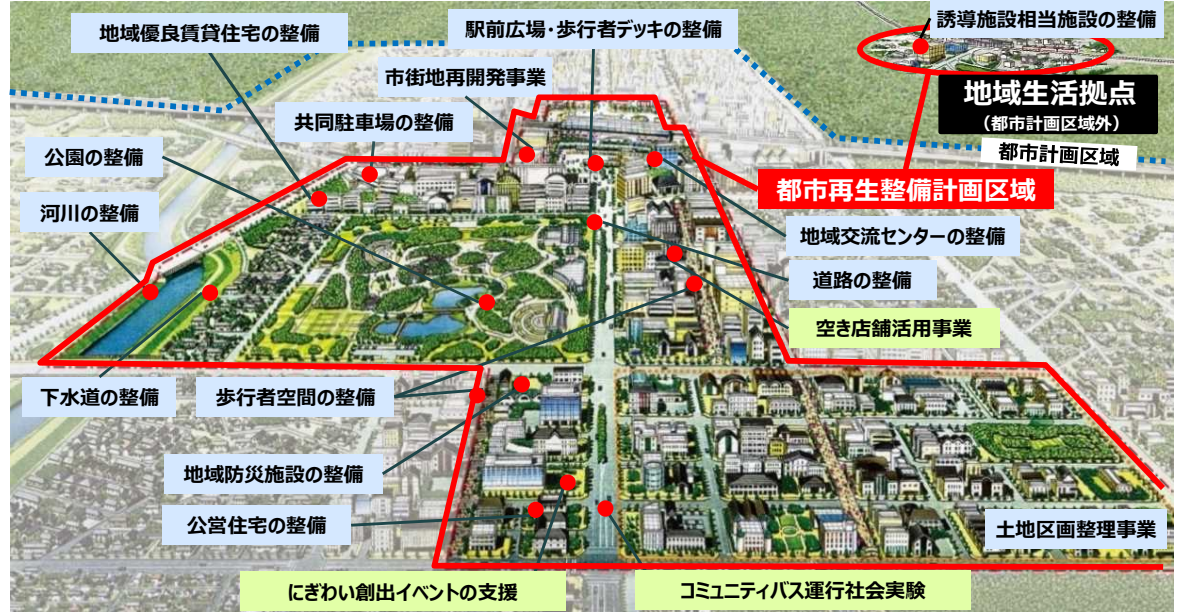 誘導施設相当施設の整備
地域優良賃貸住宅の整備
駅前広場・歩行者デッキの整備
市街地再開発事業
地域生活拠点
（都市計画区域外）
共同駐車場の整備
公園の整備
都市計画区域
都市再生整備計画区域
河川の整備
地域交流センターの整備
道路の整備
空き店舗活用事業
下水道の整備
歩行者空間の整備
地域防災施設の整備
公営住宅の整備
土地区画整理事業
にぎわい創出イベントの支援
コミュニティバス運行社会実験